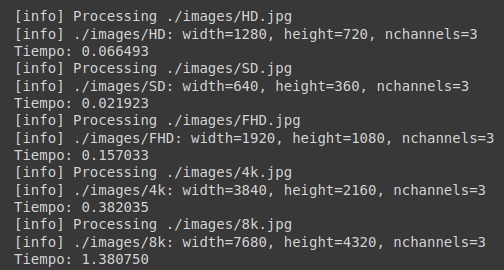 [info] Processing ./images/HD.jpg
[info] ./images/HD: width=1280, height=720, nchannels=3
Tiempo: 0.066493
[info] Processing ./images/SD.jpg
[info] ./images/SD: width=640, height=360, nchannels=3
Tiempo: 0.021923
[info] Processing ./images/FHD.jpg
[info] ./images/FHD: width=1920, height=1080, nchannels=3
Tiempo: 0.157033
[info] Processing ./images/4k.jpg
[info] ./images/4k: width=3840, height=2160, nchannels=3
Tiempo: 0.382035
[info] Processing ./images/8k.jpg
[info] ./images/8k: width=7680, height=4320, nchannels=3
Tiempo: 1.380750